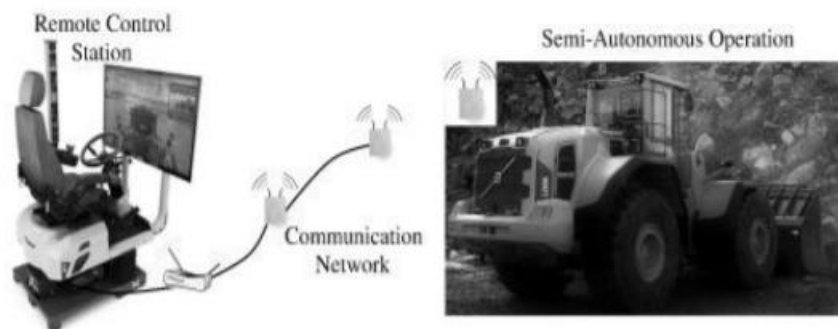 Remote Control
Station
Semi-Autonomous Operation
Communication
Network